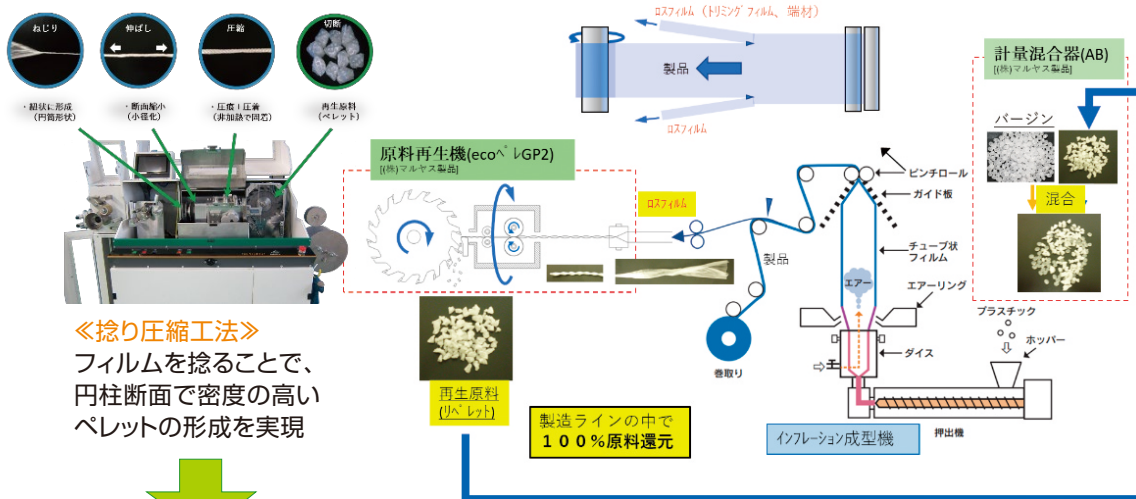 ねじり
伸ばし
圧縮
切断
・紐状に形成
(円筒形状)
・断面縮小
(小径化)
・圧痕+圧着
(非加熱で固着)
再生原料
(ペレット)
≪捻り圧縮工法≫
フィルムを捻ることで、
円柱断面で密度の高い
ペレットの形成を実現
ロスフィルム(トリミングフィルム、端材)
製品
ロスフィルム
原料再生機(ecoペレGP2)
[(株)マルヤス製品]
ロスフィルム
再生原料
(リペレット)
製造ラインの中で
100%原料還元
製品
巻取り
ピンチロール
ガイド板
チューブ状
フィルム
エアー
エアーリング
ダイス
プラスチック
ホッパー
押出機
インフレーション成型機
計量混合器(AB)
[(株)マルヤス製品]
バージン
混合